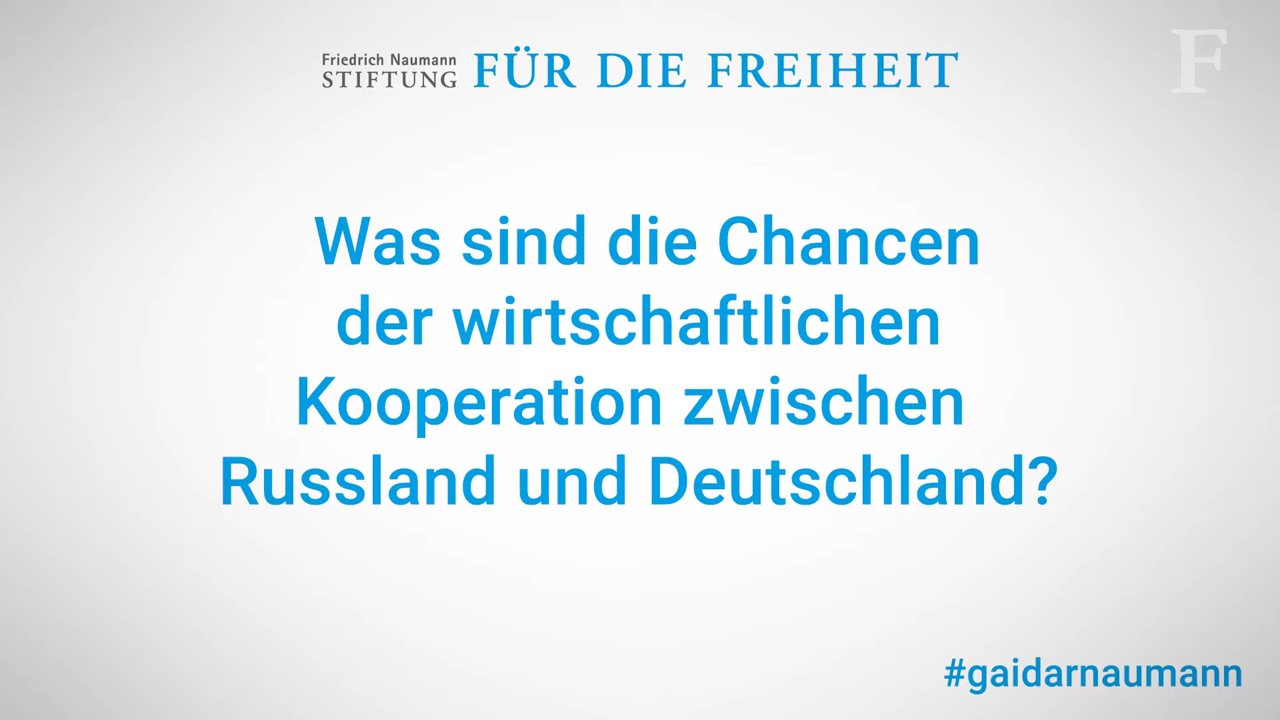 Friedrich Naumann
STIFTUNG FÜR DIE FREIHEIT
F
Was sind die Chancen
der wirtschaftlichen
Kooperation zwischen
Russland und Deutschland?
#gaidarnaumann